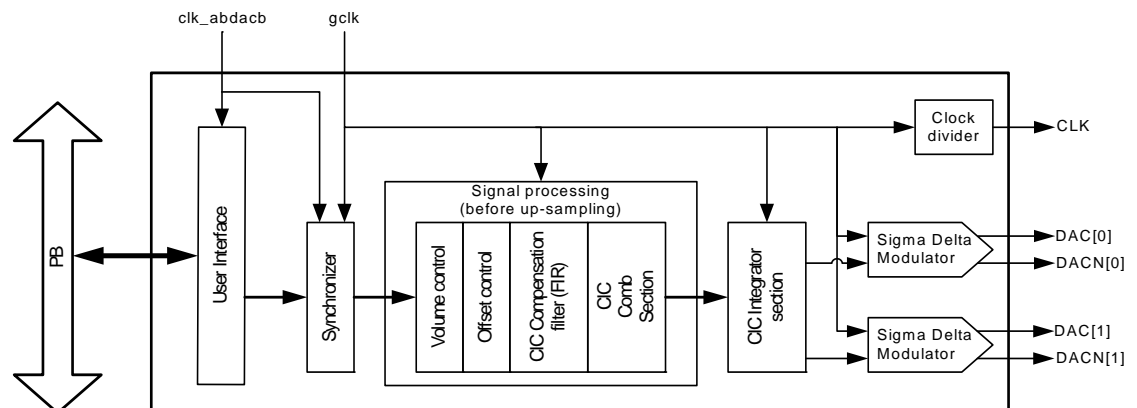 clk_abdacb
gclk
Clock
divider
CLK
Signal processing
(before up-sampling)
PB
User Interface
Synchronizer
Volume control
Offset control
CIC Compensation
filter (FIR)
CIC
Comb
Section
CIC Integrator
section
Sigma Delta
Modulator
DAC[0]
DACN[0]
Sigma Delta
Modulator
DAC[1]
DACN[1]